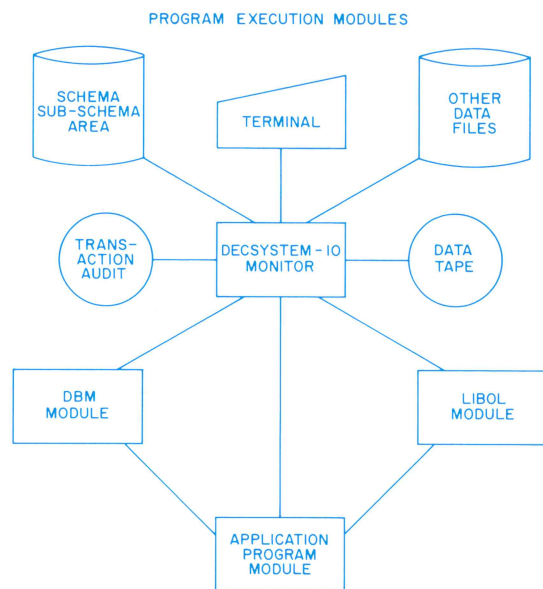 PROGRAM EXECUTION MODULES
SCHEMA
SUB-SCHEMA
AREA
TERMINAL
OTHER
DATA
FILES
TRANS-
ACTION
AUDIT
DECSYSTEM-10
MONITOR
DATA
TAPE
DBM
MODULE
LIBOL
MODULE
APPLICATION
PROGRAM
MODULE